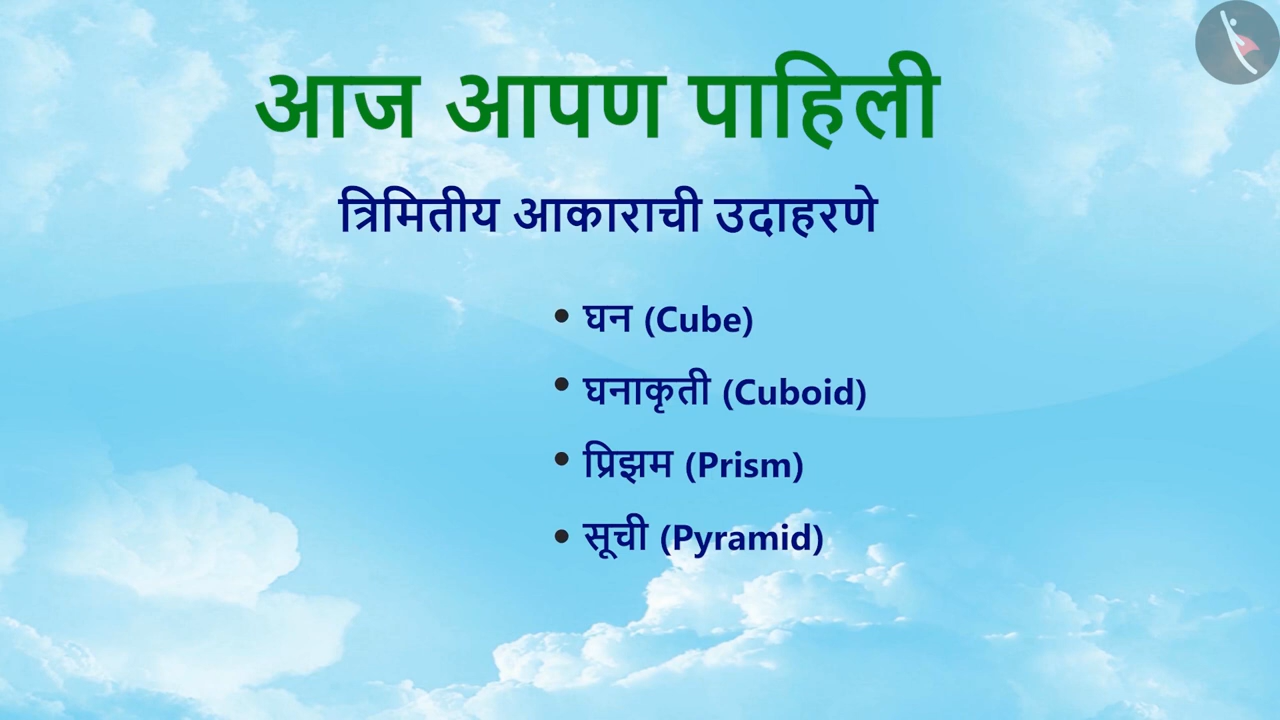 आज आपण पाहिली
त्रिमितीय आकाराची उदाहरणे
• घन (Cube)
• घनाकृती (Cuboid)
• प्रिझम (Prism)
• सूची (Pyramid)